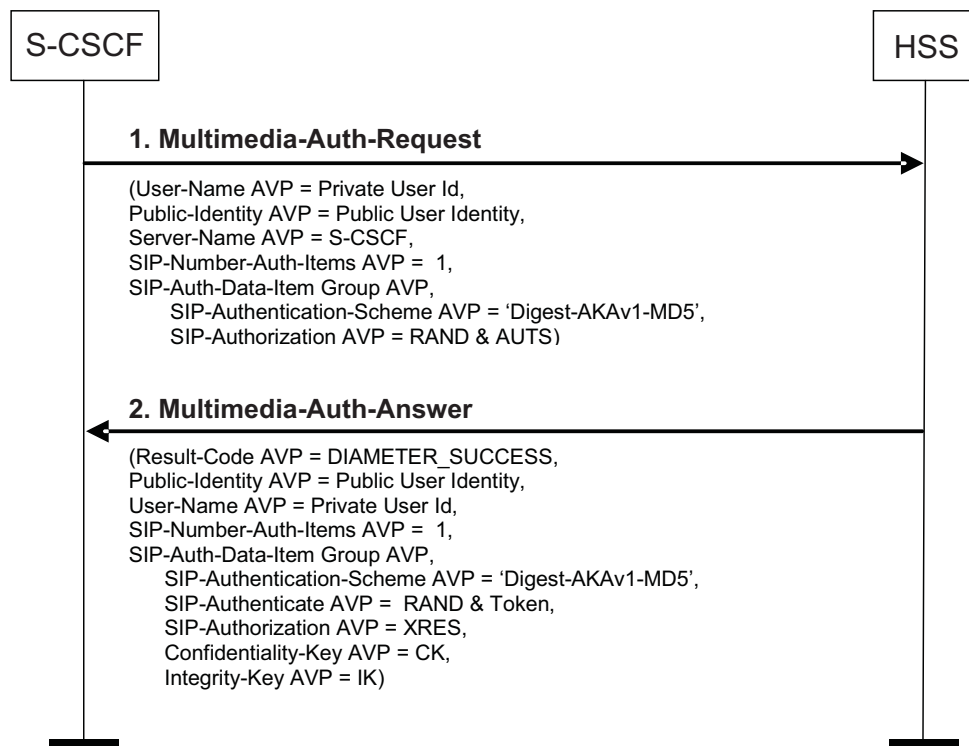 S-CSCF
HSS
1. Multimedia-Auth-Request
(User-Name AVP = Private User Id,
Public-Identity AVP = Public User Identity,
Server-Name AVP = S-CSCF,
SIP-Number-Auth-Items AVP = 1,
SIP-Auth-Data-Item Group AVP,
SIP-Authentication-Scheme AVP = ‘Digest-AKAv1-MD5’,
SIP-Authorization AVP = RAND & AUTS)
2. Multimedia-Auth-Answer
(Result-Code AVP = DIAMETER_SUCCESS,
Public-Identity AVP = Public User Identity,
User-Name AVP = Private User Id,
SIP-Number-Auth-Items AVP = 1,
SIP-Auth-Data-Item Group AVP,
SIP-Authentication-Scheme AVP = ‘Digest-AKAv1-MD5’,
SIP-Authenticate AVP = RAND & Token,
SIP-Authorization AVP = XRES,
Confidentiality-Key AVP = CK,
Integrity-Key AVP = IK)